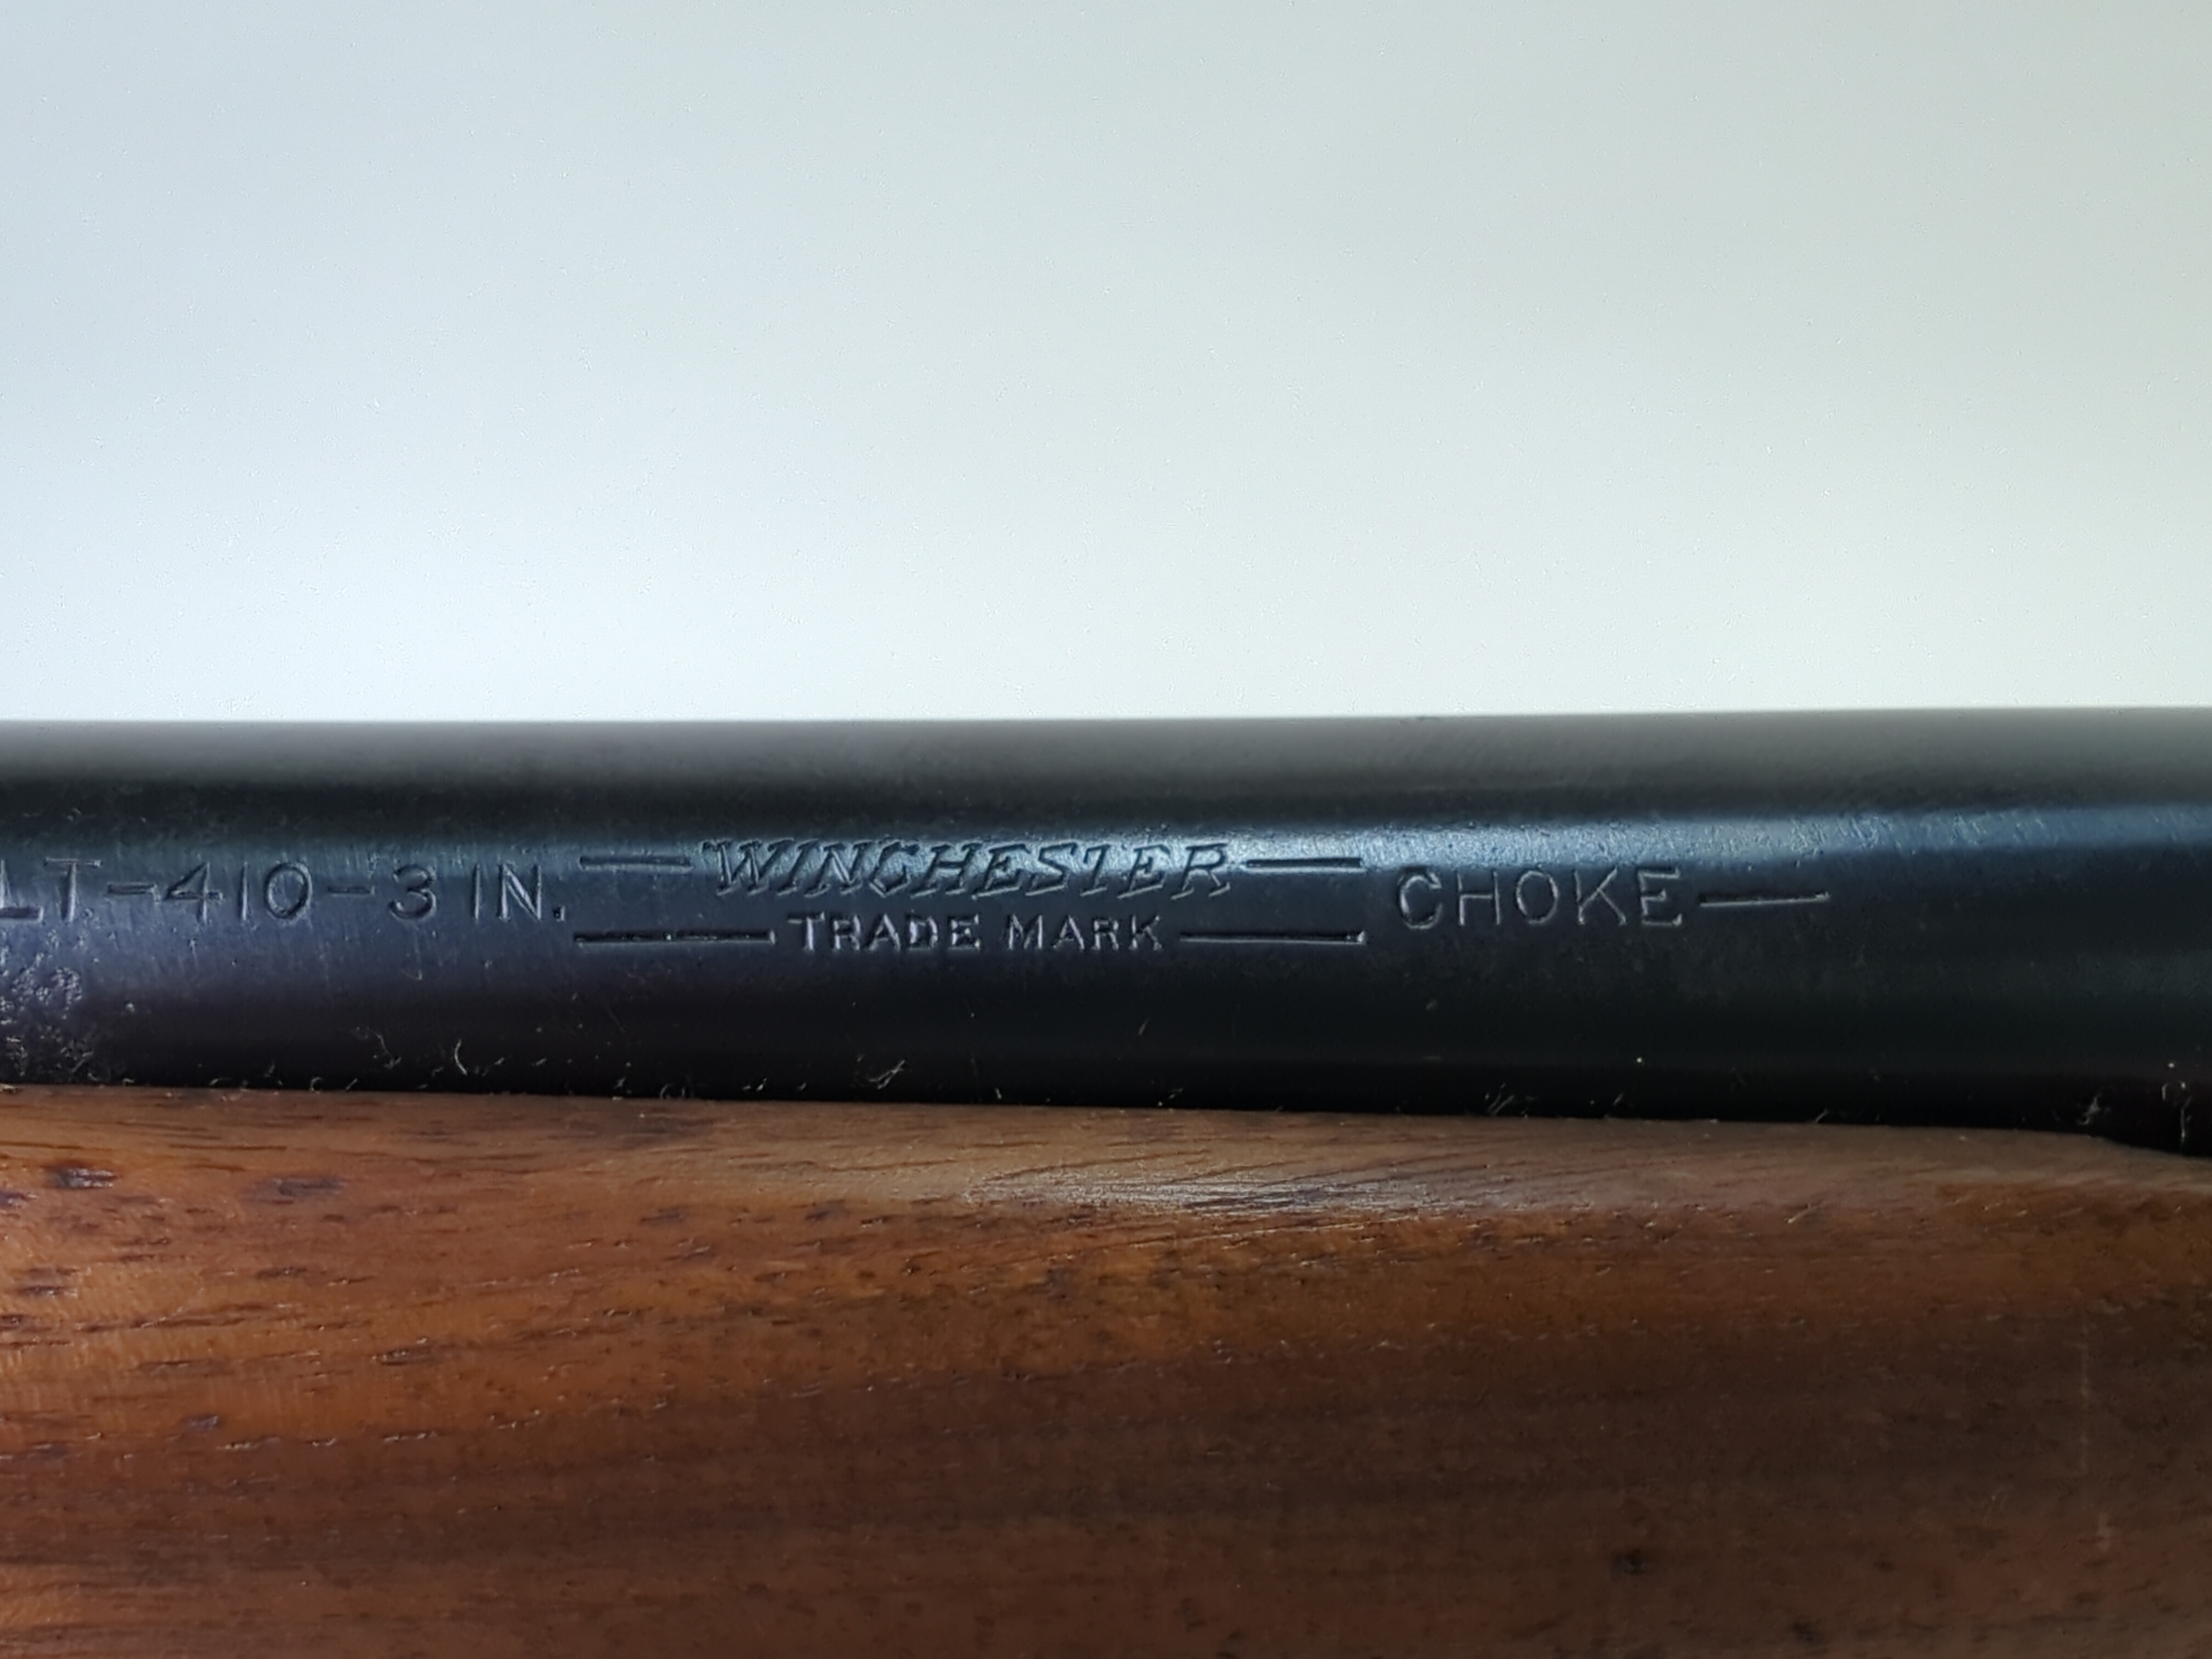 LT.-410-3 IN.
WINCHESTER
TRADE MARK
CHOKE